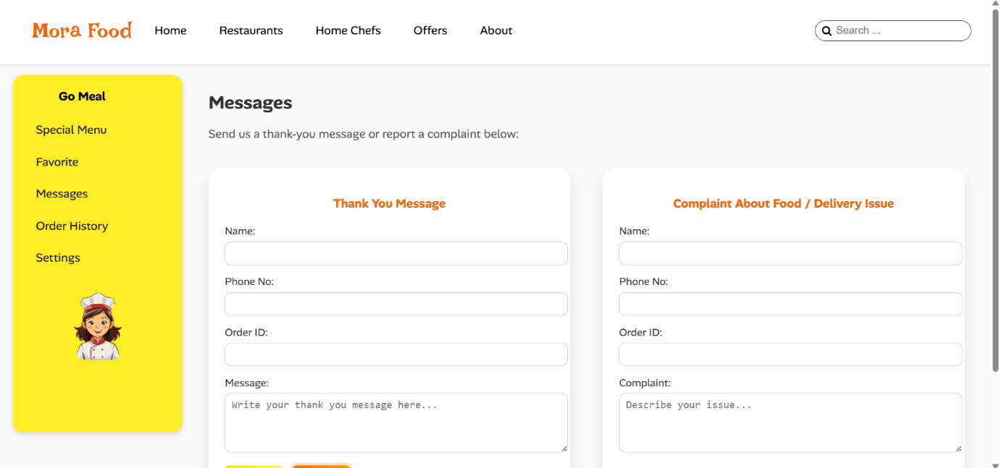 Mora Food
Home
Restaurants
Home Chefs
Offers
About
Search ...
Go Meal
Special Menu
Favorite
Messages
Order History
Settings
Messages
Send us a thank-you message or report a complaint below:
Thank You Message
Name:
Phone No:
Order ID:
Message:
Write your thank you message here...
Complaint About Food / Delivery Issue
Name:
Phone No:
Order ID:
Complaint:
Describe your issue...